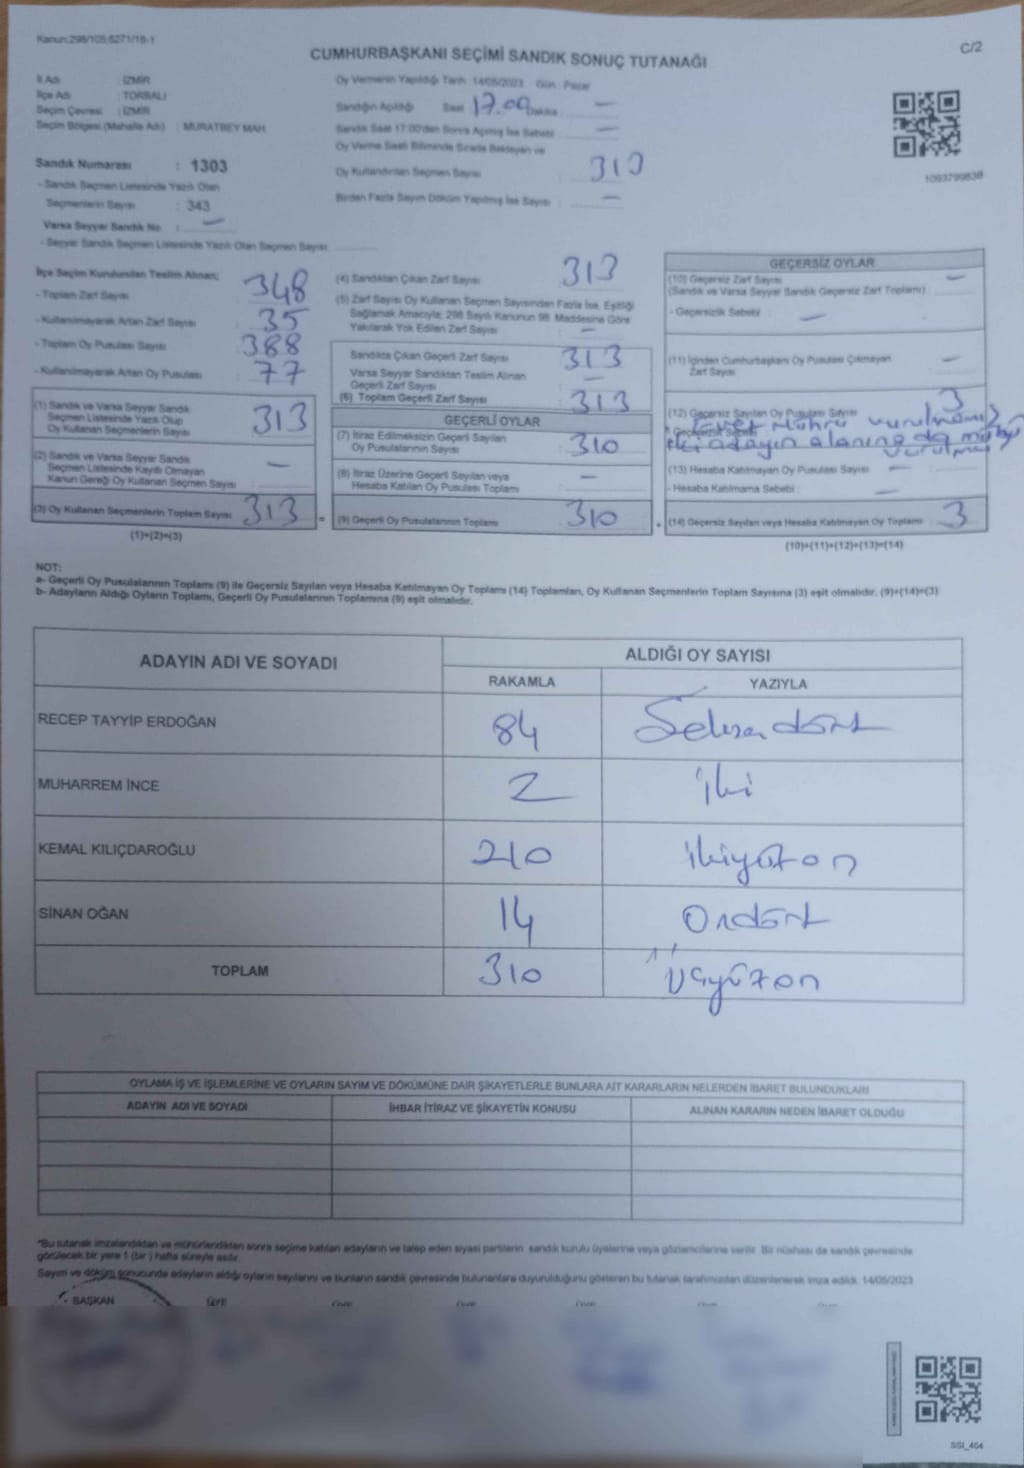 Kanun:298/105;6271/18-1
C/2
CUMHURBAŞKANI SEÇİMİ SANDIK SONUÇ TUTANAĞI
İl Adı : İZMİR
İlçe Adı : TORBALI
Seçim Çevresi : İZMİR
Seçim Bölgesi (Mahalle Adı) : MURATBEY MAH
Oy Vermenin Yapıldığı Tarih :14/05/2023 Gün : Pazar
Sandığın Açıldığı Saat 17.00 Dakika : —
Sandık Saat 17:00'den Sonra Açılmış İse Sebebi : —
Oy Verme Saati Bitiminde Sırada Bekleyen ve
Oy Kullandırılan Seçmen Sayısı : 313
Birden Fazla Sayım Döküm Yapılmış İse Sayısı : —
1093799838
Sandık Numarası : 1303
- Sandık Seçmen Listesinde Yazılı Olan
Seçmenlerin Sayısı : 343
Varsa Seyyar Sandık No : —
- Seyyar Sandık Seçmen Listesinde Yazılı Olan Seçmen Sayısı:
İlçe Seçim Kurulundan Teslim Alınan;
- Toplam Zarf Sayısı : 348
- Kullanılmayarak Artan Zarf Sayısı : 35
- Toplam Oy Pusulası Sayısı : 388
- Kullanılmayarak Artan Oy Pusulası : 77
(1) Sandık ve Varsa Seyyar Sandık
Seçmen Listesinde Yazılı Olup
Oy Kullanan Seçmenlerin Sayısı : 313
(2) Sandık ve Varsa Seyyar Sandık
Seçmen Listesinde Kayıtlı Olmayan
Kanun Gereği Oy Kullanan Seçmen Sayısı : —
(3) Oy Kullanan Seçmenlerin Toplam Sayısı : 313
(1)+(2)=(3)
(4) Sandıktan Çıkan Zarf Sayısı : 313
(5) Zarf Sayısı Oy Kullanan Seçmen Sayısından Fazla İse, Eşitliği
Sağlamak Amacıyla; 298 Sayılı Kanunun 98. Maddesine Göre
Yakılarak Yok Edilen Zarf Sayısı : —
Sandıkta Çıkan Geçerli Zarf Sayısı : 313
Varsa Seyyar Sandıktan Teslim Alınan
Geçerli Zarf Sayısı : —
(6) Toplam Geçerli Zarf Sayısı : 313
GEÇERLİ OYLAR
(7) İtiraz Edilmeksizin Geçerli Sayılan
Oy Pusulalarının Sayısı : 310
(8) İtiraz Üzerine Geçerli Sayılan veya
Hesaba Katılan Oy Pusulası Toplamı : —
= (9) Geçerli Oy Pusulalarının Toplamı : 310
GEÇERSİZ OYLAR
(10) Geçersiz Zarf Sayısı —
(Sandık ve Varsa Seyyar Sandık Geçersiz Zarf Toplamı) :
- Geçersizlik Sebebi : —
(11) İçinden Cumhurbaşkanı Oy Pusulası Çıkmayan
Zarf Sayısı : —
(12) Geçersiz Sayılan Oy Pusulası Sayısı : 3
- Geçersizlik Sebebi : Evet Mührü vurulmamış
iki adayın alanına da mühür
vurulması
(13) Hesaba Katılmayan Oy Pusulası Sayısı : —
- Hesaba Katılmama Sebebi : —
+ (14) Geçersiz Sayılan veya Hesaba Katılmayan Oy Toplamı : 3
(10)+(11)+(12)+(13)=(14)
NOT:
a- Geçerli Oy Pusulalarının Toplamı (9) ile Geçersiz Sayılan veya Hesaba Katılmayan Oy Toplamı (14) Toplamları, Oy Kullanan Seçmenlerin Toplam Sayısına (3) eşit olmalıdır. (9)+(14)=(3)
b- Adayların Aldığı Oyların Toplamı, Geçerli Oy Pusulalarının Toplamına (9) eşit olmalıdır.
ADAYIN ADI VE SOYADI ALDIĞI OY SAYISI
RAKAMLA YAZIYLA
RECEP TAYYİP ERDOĞAN 84 Seksen dört
MUHARREM İNCE 2 iki
KEMAL KILIÇDAROĞLU 210 ikiyüzon
SİNAN OĞAN 14 Ondört
TOPLAM 310 üçyüzon
OYLAMA İŞ VE İŞLEMLERİNE VE OYLARIN SAYIM VE DÖKÜMÜNE DAİR ŞİKAYETLERLE BUNLARA AİT KARARLARIN NELERDEN İBARET BULUNDUKLARI
ADAYIN ADI VE SOYADI İHBAR İTİRAZ VE ŞİKAYETİN KONUSU ALINAN KARARIN NEDEN İBARET OLDUĞU
*Bu tutanak imzalandıktan ve mühürlendikten sonra seçime katılan adayların ve talep eden siyasi partilerin sandık kurulu üyelerine veya gözlemcilerine verilir. Bir nüshası da sandık çevresinde
görülecek bir yere 1 (bir) hafta süreyle asılır.
Sayım ve döküm sonucunda adayların aldığı oyların sayılarını ve bunların sandık çevresinde bulunanlara duyurulduğunu gösteren bu tutanak tarafımızdan düzenlenerek imza edildi. 14/05/2023
BAŞKAN ÜYE
SSI_404